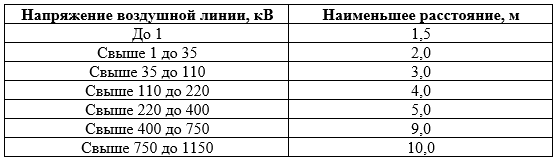 Напряжение воздушной линии, кВ Наименьшее расстояние, м
До 1 1,5
Свыше 1 до 35 2,0
Свыше 35 до 110 3,0
Свыше 110 до 220 4,0
Свыше 220 до 400 5,0
Свыше 400 до 750 9,0
Свыше 750 до 1150 10,0